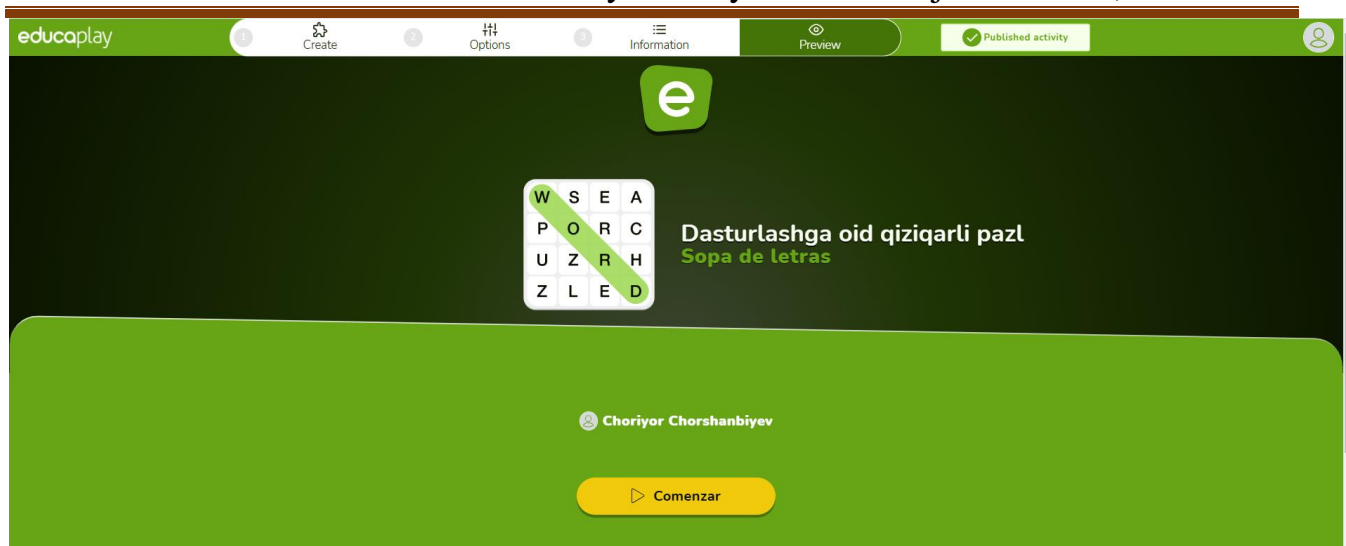 educaplay
1
Create
2
Options
3
Information
Preview
Published activity
e
W S E A
P O R C
U Z R H
Z L E D
Dasturlashga oid qiziqarli pazl
Sopa de letras
Choriyor Chorshanbiyev
Comenzar